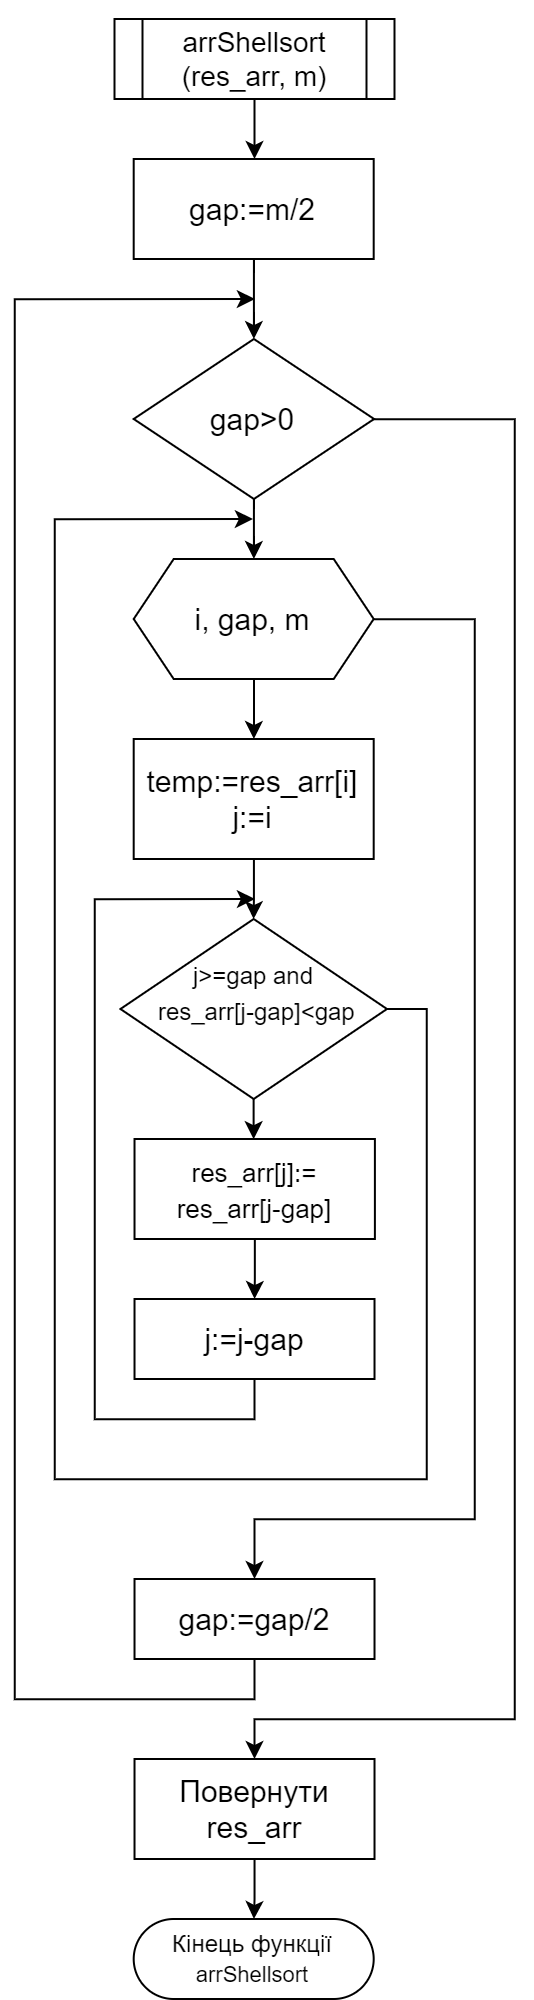 arrShellsort
(res_arr, m)
gap:=m/2
gap>0
i, gap, m
temp:=res_arr[i]
j:=i
j>=gap and
res_arr[j-gap]<gap
res_arr[j]:=
res_arr[j-gap]
j:=j-gap
gap:=gap/2
Повернути
res_arr
Кінець функції
arrShellsort